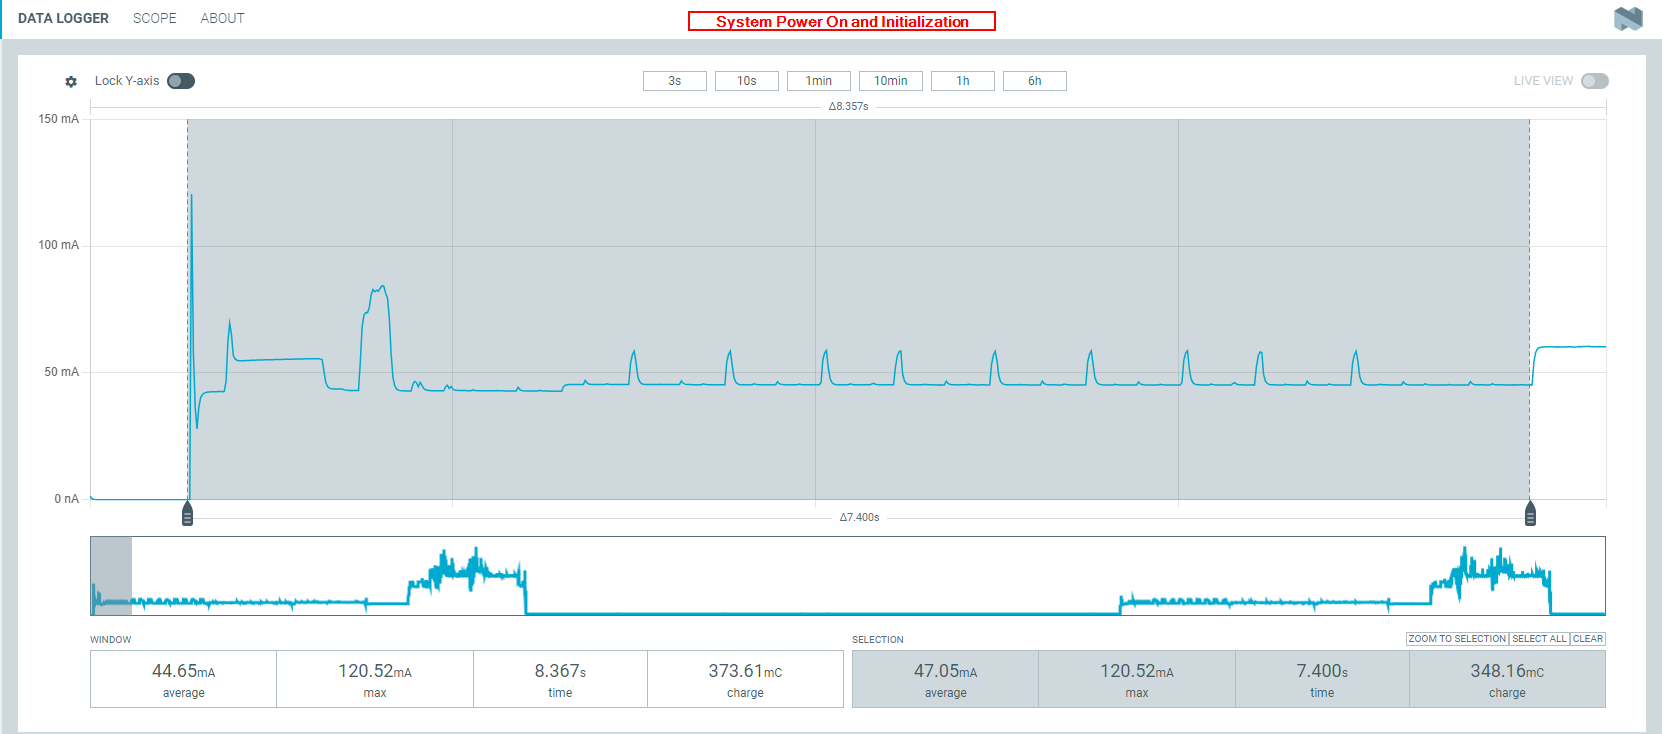 DATA LOGGER SCOPE ABOUT
System Power On and Initialization
Lock Y-axis
3s 10s 1min 10min 1h 6h
LIVE VIEW
Δ8.357s
150 mA
100 mA
50 mA
0 nA
Δ7.400s
WINDOW
44.65mA
average
120.52mA
max
8.367s
time
373.61mC
charge
SELECTION
ZOOM TO SELECTION SELECT ALL CLEAR
47.05mA
average
120.52mA
max
7.400s
time
348.16mC
charge